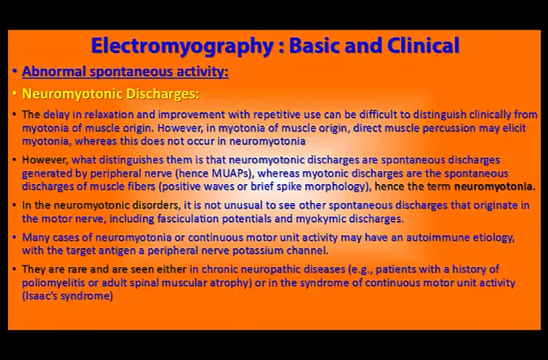 Electromyography : Basic and Clinical
• Abnormal spontaneous activity:
• Neuromyotonic Discharges:
• The delay in relaxation and improvement with repetitive use can be difficult to distinguish clinically from
myotonia of muscle origin. However, in myotonia of muscle origin, direct muscle percussion may elicit
myotonia, whereas this does not occur in neuromyotonia
• However, what distinguishes them is that neuromyotonic discharges are spontaneous discharges
generated by peripheral nerve (hence MUAPs), whereas myotonic discharges are the spontaneous
discharges of muscle fibers (positive waves or brief spike morphology), hence the term neuromyotonia.
• In the neuromyotonic disorders, it is not unusual to see other spontaneous discharges that originate in
the motor nerve, including fasciculation potentials and myokymic discharges.
• Many cases of neuromyotonia or continuous motor unit activity may have an autoimmune etiology,
with the target antigen a peripheral nerve potassium channel.
• They are rare and are seen either in chronic neuropathic diseases (e.g., patients with a history of
poliomyelitis or adult spinal muscular atrophy) or in the syndrome of continuous motor unit activity
(Isaac's syndrome)